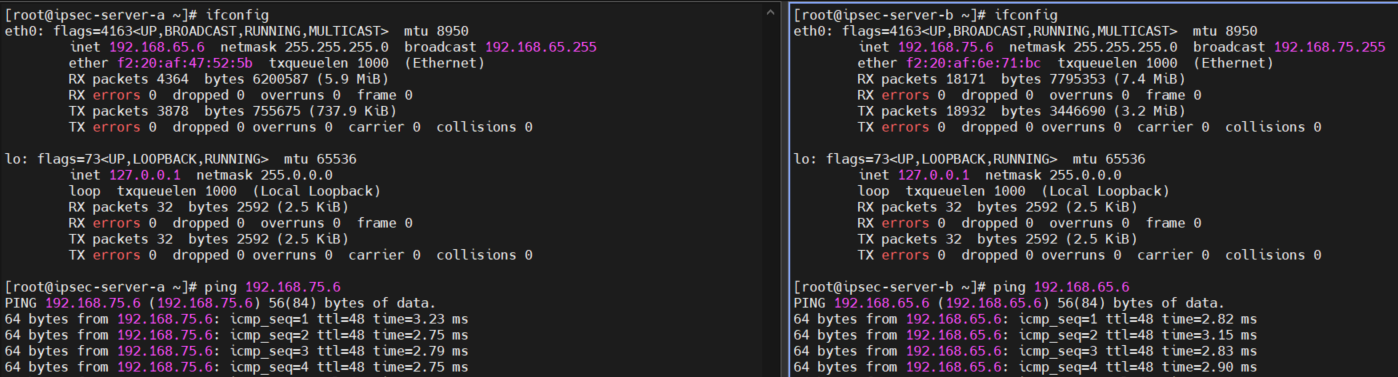 [root@ipsec-server-a ~]# ifconfig
eth0: flags=4163<UP,BROADCAST,RUNNING,MULTICAST>  mtu 8950
        inet 192.168.65.6  netmask 255.255.255.0  broadcast 192.168.65.255
        ether f2:20:af:47:52:5b  txqueuelen 1000  (Ethernet)
        RX packets 4364  bytes 6200587 (5.9 MiB)
        RX errors 0  dropped 0  overruns 0  frame 0
        TX packets 3878  bytes 755675 (737.9 KiB)
        TX errors 0  dropped 0 overruns 0  carrier 0  collisions 0

lo: flags=73<UP,LOOPBACK,RUNNING>  mtu 65536
        inet 127.0.0.1  netmask 255.0.0.0
        loop  txqueuelen 1000  (Local Loopback)
        RX packets 32  bytes 2592 (2.5 KiB)
        RX errors 0  dropped 0  overruns 0  frame 0
        TX packets 32  bytes 2592 (2.5 KiB)
        TX errors 0  dropped 0 overruns 0  carrier 0  collisions 0

[root@ipsec-server-a ~]# ping 192.168.75.6
PING 192.168.75.6 (192.168.75.6) 56(84) bytes of data.
64 bytes from 192.168.75.6: icmp_seq=1 ttl=48 time=3.23 ms
64 bytes from 192.168.75.6: icmp_seq=2 ttl=48 time=2.75 ms
64 bytes from 192.168.75.6: icmp_seq=3 ttl=48 time=2.79 ms
64 bytes from 192.168.75.6: icmp_seq=4 ttl=48 time=2.75 ms
[root@ipsec-server-b ~]# ifconfig
eth0: flags=4163<UP,BROADCAST,RUNNING,MULTICAST>  mtu 8950
        inet 192.168.75.6  netmask 255.255.255.0  broadcast 192.168.75.255
        ether f2:20:af:6e:71:bc  txqueuelen 1000  (Ethernet)
        RX packets 18171  bytes 7795353 (7.4 MiB)
        RX errors 0  dropped 0  overruns 0  frame 0
        TX packets 18932  bytes 3446690 (3.2 MiB)
        TX errors 0  dropped 0 overruns 0  carrier 0  collisions 0

lo: flags=73<UP,LOOPBACK,RUNNING>  mtu 65536
        inet 127.0.0.1  netmask 255.0.0.0
        loop  txqueuelen 1000  (Local Loopback)
        RX packets 32  bytes 2592 (2.5 KiB)
        RX errors 0  dropped 0  overruns 0  frame 0
        TX packets 32  bytes 2592 (2.5 KiB)
        TX errors 0  dropped 0 overruns 0  carrier 0  collisions 0

[root@ipsec-server-b ~]# ping 192.168.65.6
PING 192.168.65.6 (192.168.65.6) 56(84) bytes of data.
64 bytes from 192.168.65.6: icmp_seq=1 ttl=48 time=2.82 ms
64 bytes from 192.168.65.6: icmp_seq=2 ttl=48 time=3.15 ms
64 bytes from 192.168.65.6: icmp_seq=3 ttl=48 time=2.83 ms
64 bytes from 192.168.65.6: icmp_seq=4 ttl=48 time=2.90 ms